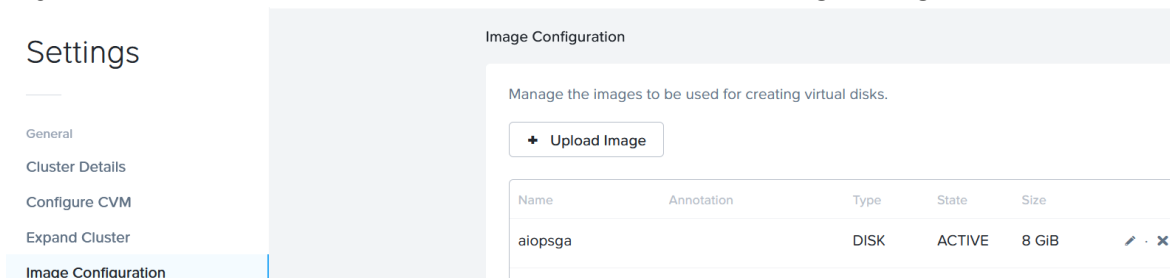 Settings
General
Cluster Details
Configure CVM
Expand Cluster
Image Configuration
Image Configuration
Manage the images to be used for creating virtual disks.
+ Upload Image
Name Annotation Type State Size
aiopsga DISK ACTIVE 8 GiB